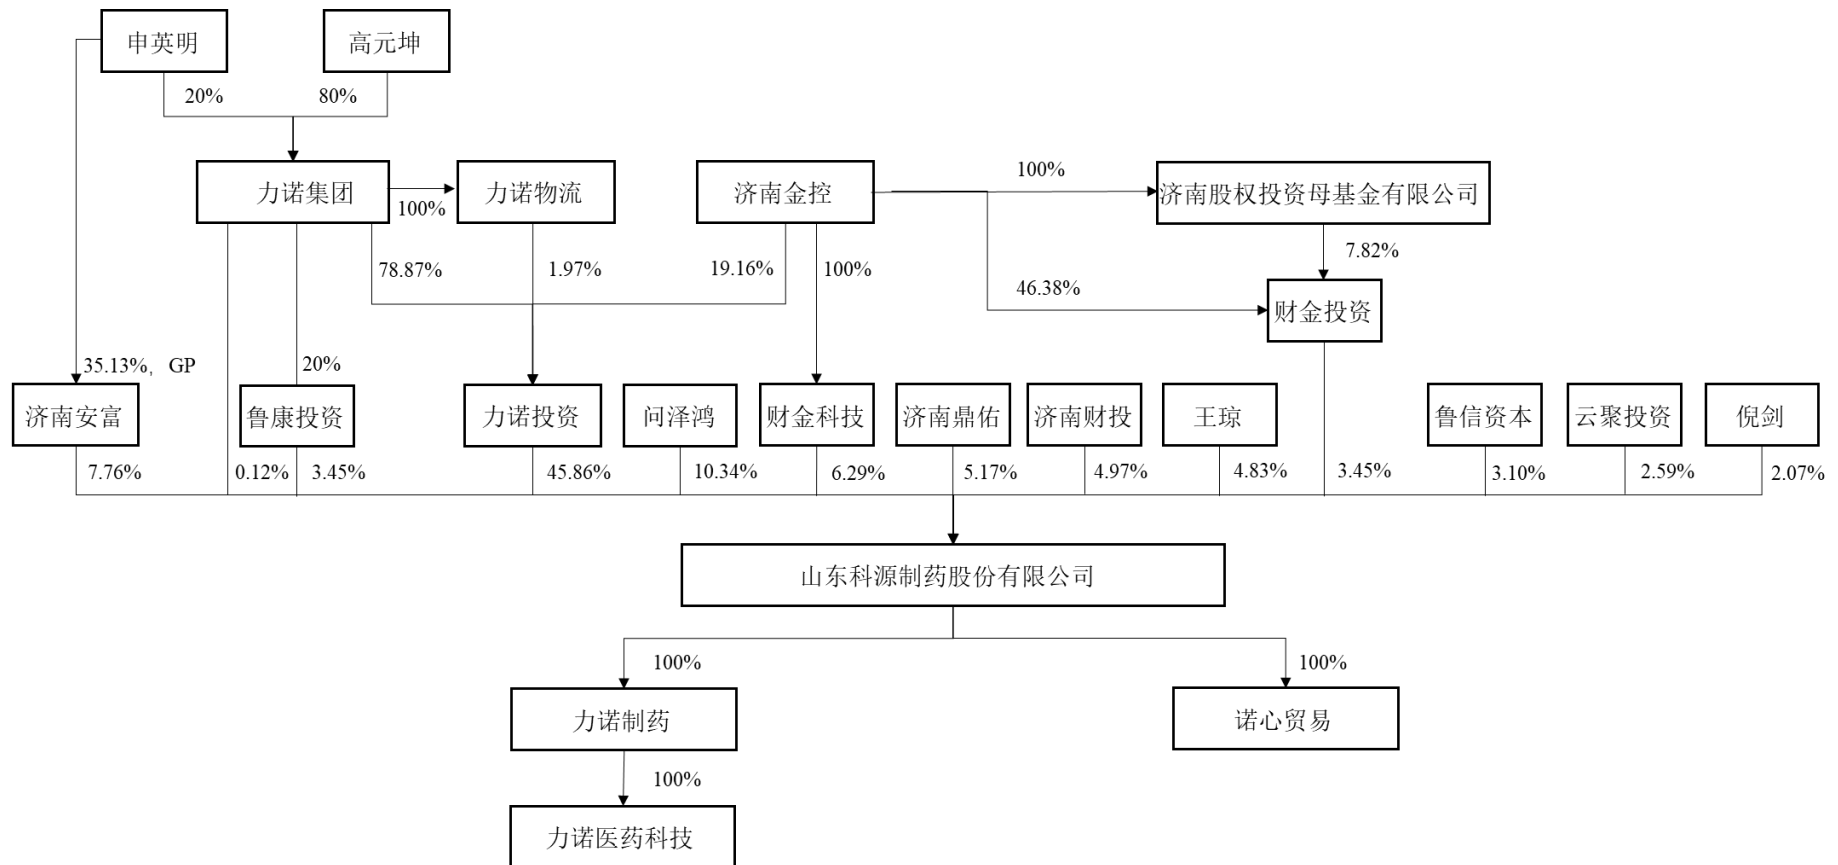 申英明
高元坤
20%
80%
力诺集团
100%
力诺物流
济南金控
100%
济南股权投资母基金有限公司
78.87%
1.97%
19.16%
100%
7.82%
46.38%
财金投资
35.13%, GP
20%
济南安富
鲁康投资
力诺投资
问泽鸿
财金科技
济南鼎佑
济南财投
王琼
鲁信资本
云聚投资
倪剑
7.76%
0.12%
3.45%
45.86%
10.34%
6.29%
5.17%
4.97%
4.83%
3.45%
3.10%
2.59%
2.07%
山东科源制药股份有限公司
100%
100%
力诺制药
诺心贸易
100%
力诺医药科技